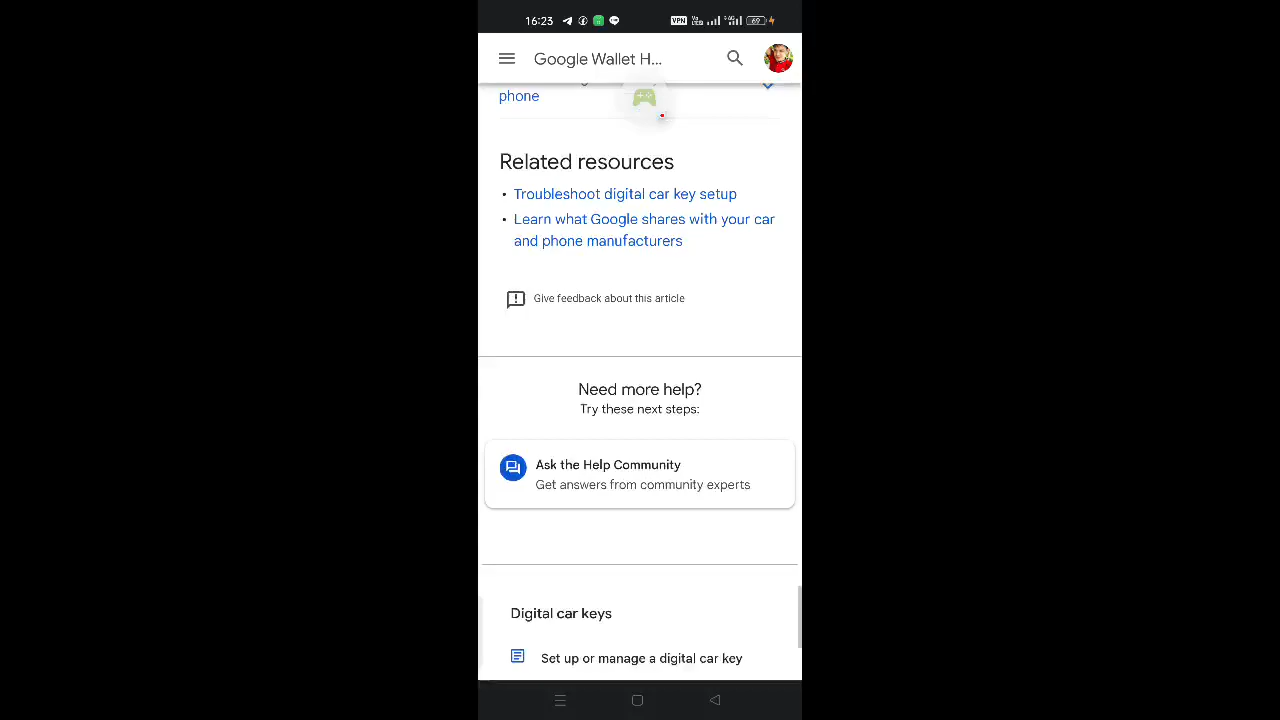 16:23
VPN
69
Google Wallet H...
phone
Related resources
• Troubleshoot digital car key setup
• Learn what Google shares with your car
and phone manufacturers
Give feedback about this article
Need more help?
Try these next steps:
Ask the Help Community
Get answers from community experts
Digital car keys
Set up or manage a digital car key